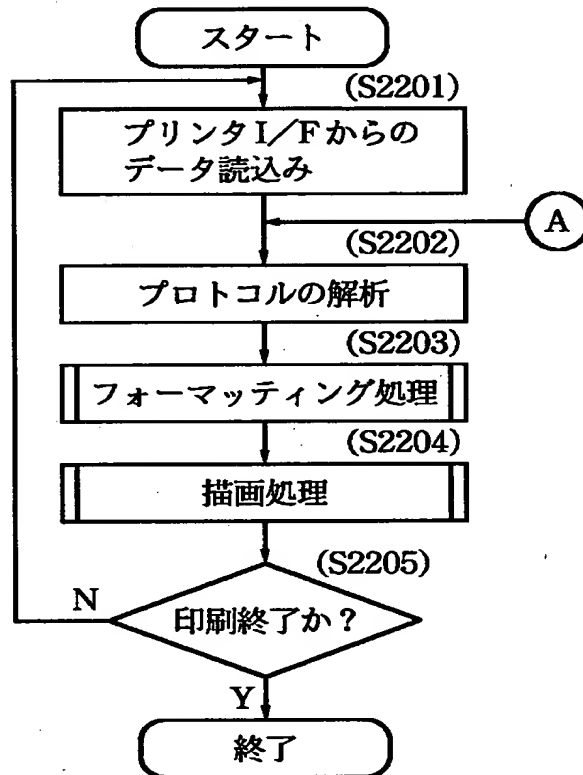 スタート
(S2201)
プリンタI/Fからの
データ読込み
A
(S2202)
プロトコルの解析
(S2203)
フォーマッティング処理
(S2204)
描画処理
(S2205)
N
印刷終了か?
Y
終了